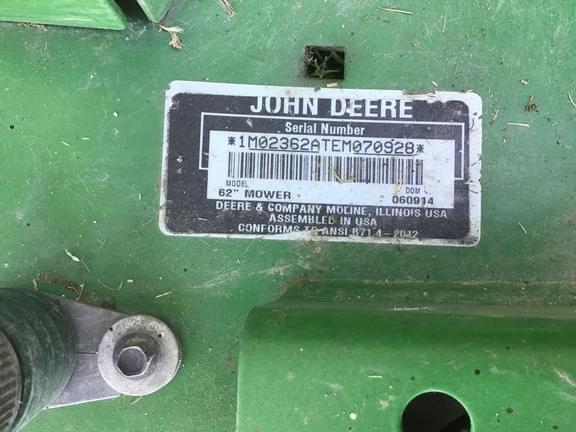 JOHN DEERE
Serial Number
*1M02362ATEM070928*
MODEL DOM
62" MOWER 060914
DEERE & COMPANY MOLINE, ILLINOIS USA
ASSEMBLED IN USA
CONFORMS TO ANSI B71.4-2012